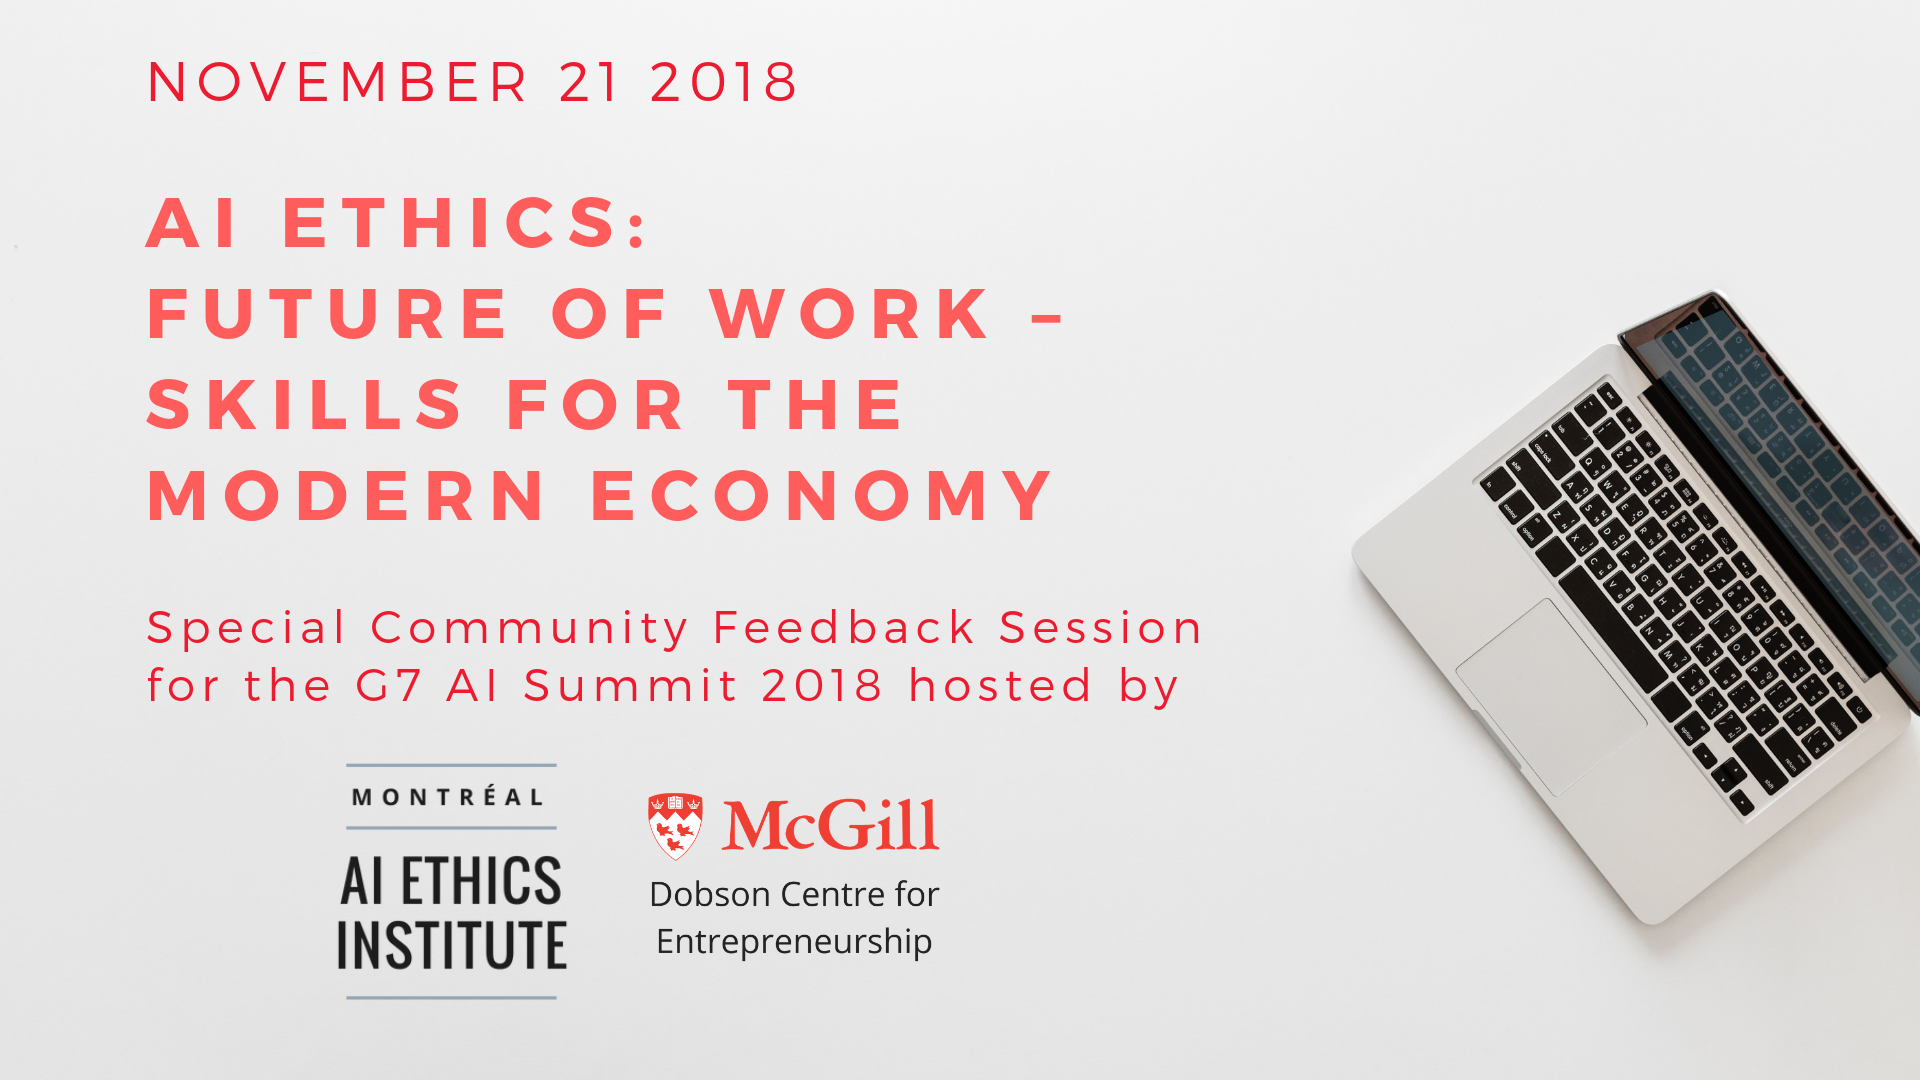 NOVEMBER 21 2018
AI ETHICS:
FUTURE OF WORK –
SKILLS FOR THE
MODERN ECONOMY
Special Community Feedback Session
for the G7 AI Summit 2018 hosted by
MONTRÉAL
AI ETHICS
INSTITUTE
McGill
Dobson Centre for
Entrepreneurship